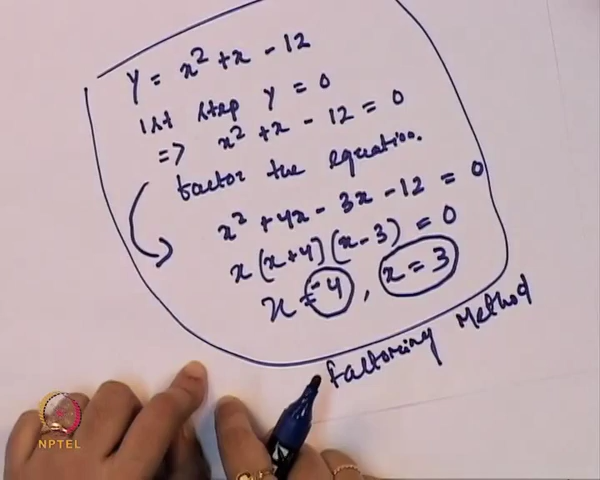 y = x² + x - 12
1st step y = 0
=> x² + x - 12 = 0
factor the equation.
x² + 4x - 3x - 12 = 0
x(x+4)(x-3) = 0
x = -4, x = 3
Factoring Method
NPTEL